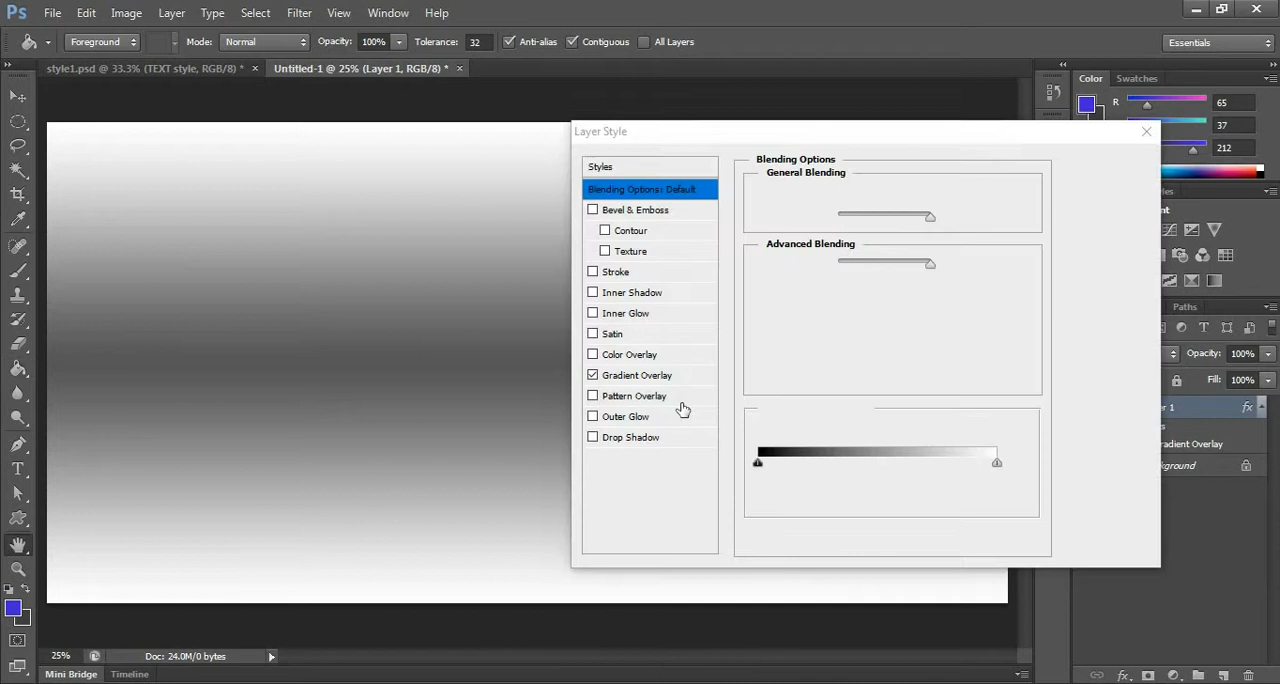 Ps File Edit Image Layer Type Select Filter View Window Help
Foreground Mode: Normal Opacity: 100% Tolerance: 32 Anti-alias Contiguous All Layers Essentials
style1.psd @ 33.3% (TEXT style, RGB/8) * × Untitled-1 @ 25% (Layer 1, RGB/8) * ×
Color Swatches
R 65
37
212
Layer Style
Styles
Blending Options: Default
Bevel & Emboss
Contour
Texture
Stroke
Inner Shadow
Inner Glow
Satin
Color Overlay
Gradient Overlay
Pattern Overlay
Outer Glow
Drop Shadow
Blending Options
General Blending
Advanced Blending
Paths
Opacity: 100%
Fill: 100%
1 fx
Gradient Overlay
25% Doc: 24.0M/0 bytes
Mini Bridge Timeline